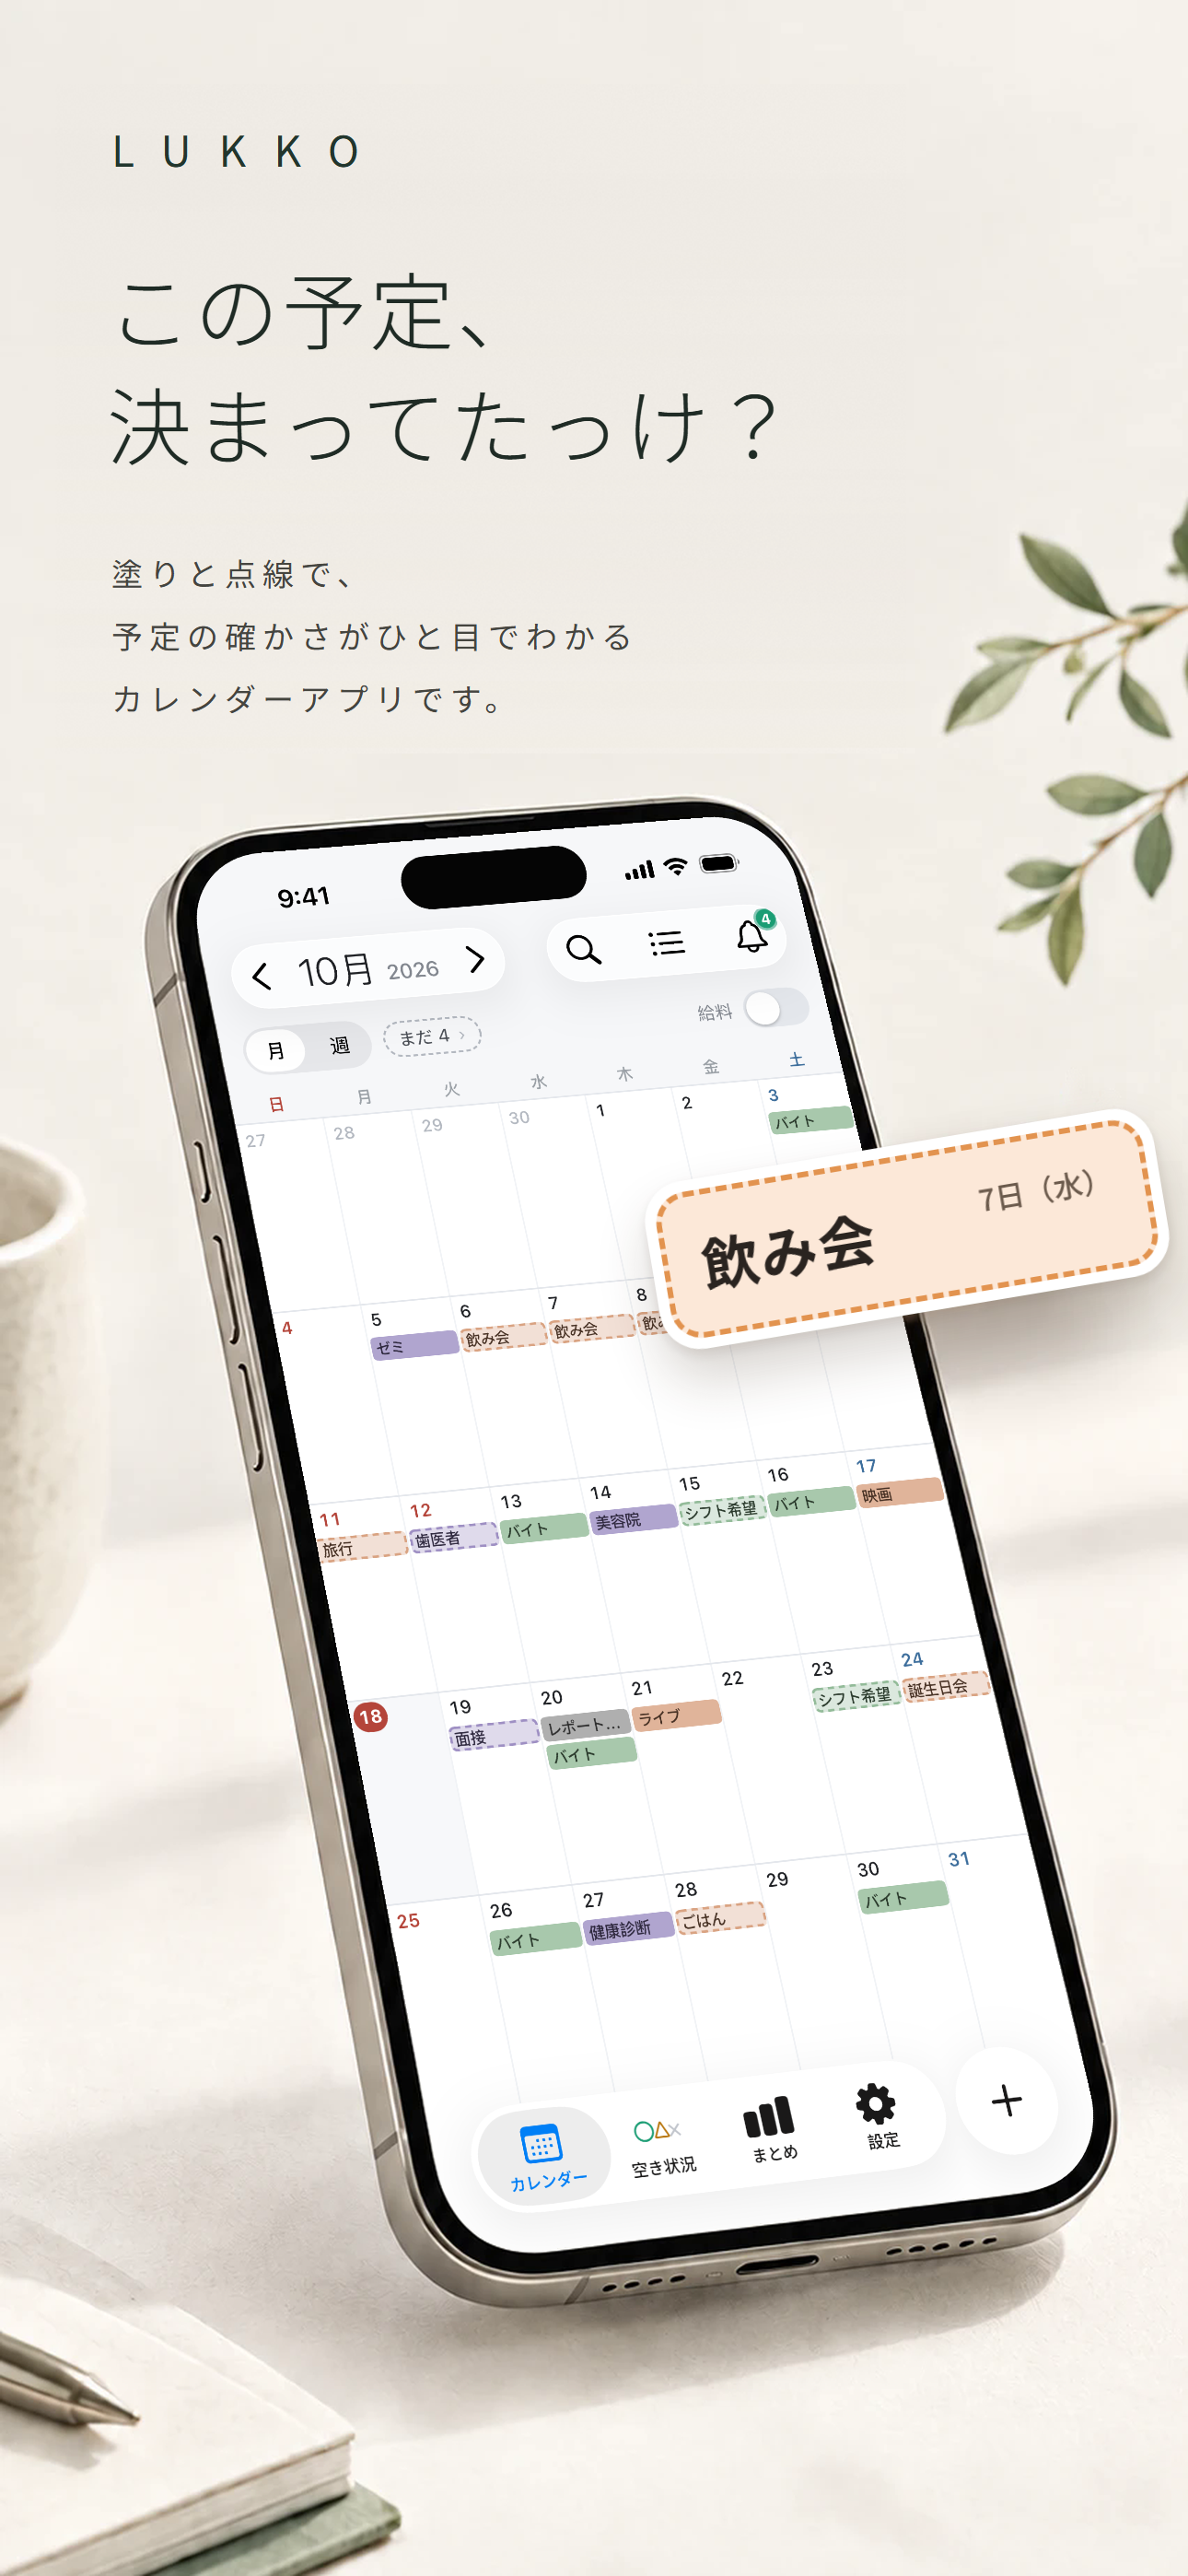 LUKKO
この予定、
決まってたっけ？
塗りと点線で、
予定の確かさがひと目でわかる
カレンダーアプリです。
9:41
10月 2026
4
月 週 まだ 4 ›
給料
日 月 火 水 木 金 土
27 28 29 30 1 2 3
バイト
7日（水）
飲み会
4 5 6 7 8
ゼミ 飲み会 飲み会
11 12 13 14 15 16 17
旅行 歯医者 バイト 美容院 シフト希望 バイト 映画
18 19 20 21 22 23 24
面接 レポート... ライブ シフト希望 誕生日会
バイト
25 26 27 28 29 30 31
バイト 健康診断 ごはん バイト
カレンダー 空き状況 まとめ 設定